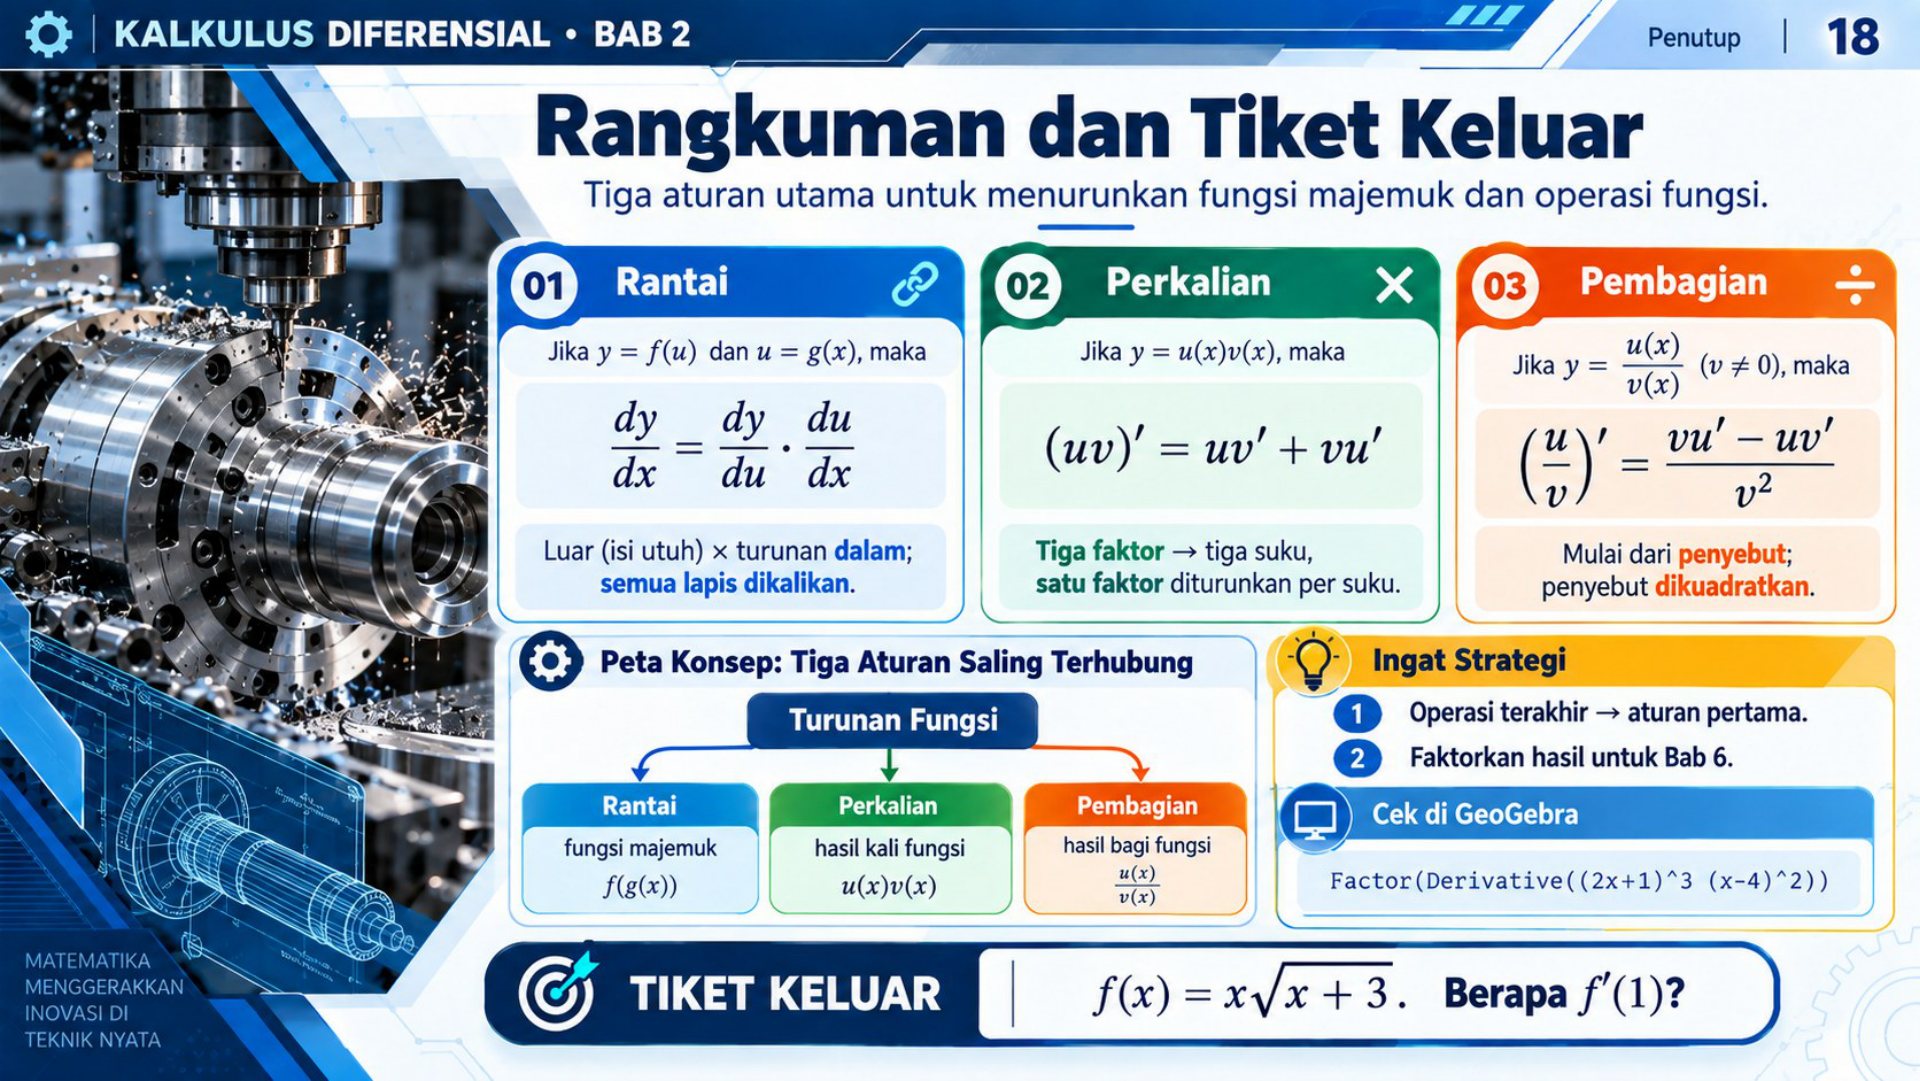 KALKULUS DIFERENSIAL • BAB 2
Penutup | 18
Rangkuman dan Tiket Keluar
Tiga aturan utama untuk menurunkan fungsi majemuk dan operasi fungsi.
01 Rantai
Jika y = f(u) dan u = g(x), maka
dy/dx = dy/du · du/dx
Luar (isi utuh) × turunan dalam;
semua lapis dikalikan.
02 Perkalian ×
Jika y = u(x)v(x), maka
(uv)′ = uv′ + vu′
Tiga faktor → tiga suku,
satu faktor diturunkan per suku.
03 Pembagian ÷
Jika y = u(x)/v(x) (v ≠ 0), maka
(u/v)′ = (vu′ − uv′)/v²
Mulai dari penyebut;
penyebut dikuadratkan.
Peta Konsep: Tiga Aturan Saling Terhubung
Turunan Fungsi
Rantai
fungsi majemuk
f(g(x))
Perkalian
hasil kali fungsi
u(x)v(x)
Pembagian
hasil bagi fungsi
u(x)/v(x)
Ingat Strategi
1 Operasi terakhir → aturan pertama.
2 Faktorkan hasil untuk Bab 6.
Cek di GeoGebra
Factor(Derivative((2x+1)^3 (x-4)^2))
MATEMATIKA
MENGGERAKKAN
INOVASI DI
TEKNIK NYATA
TIKET KELUAR
f(x) = x√(x + 3). Berapa f′(1)?